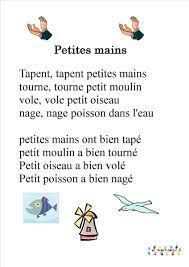 Petites mains
Tapent, tapent petites mains
tourne, tourne petit moulin
vole, vole petit oiseau
nage, nage poisson dans l'eau
petites mains ont bien tapé
petit moulin a bien tourné
Petit oiseau a bien volé
Petit poisson a bien nagé